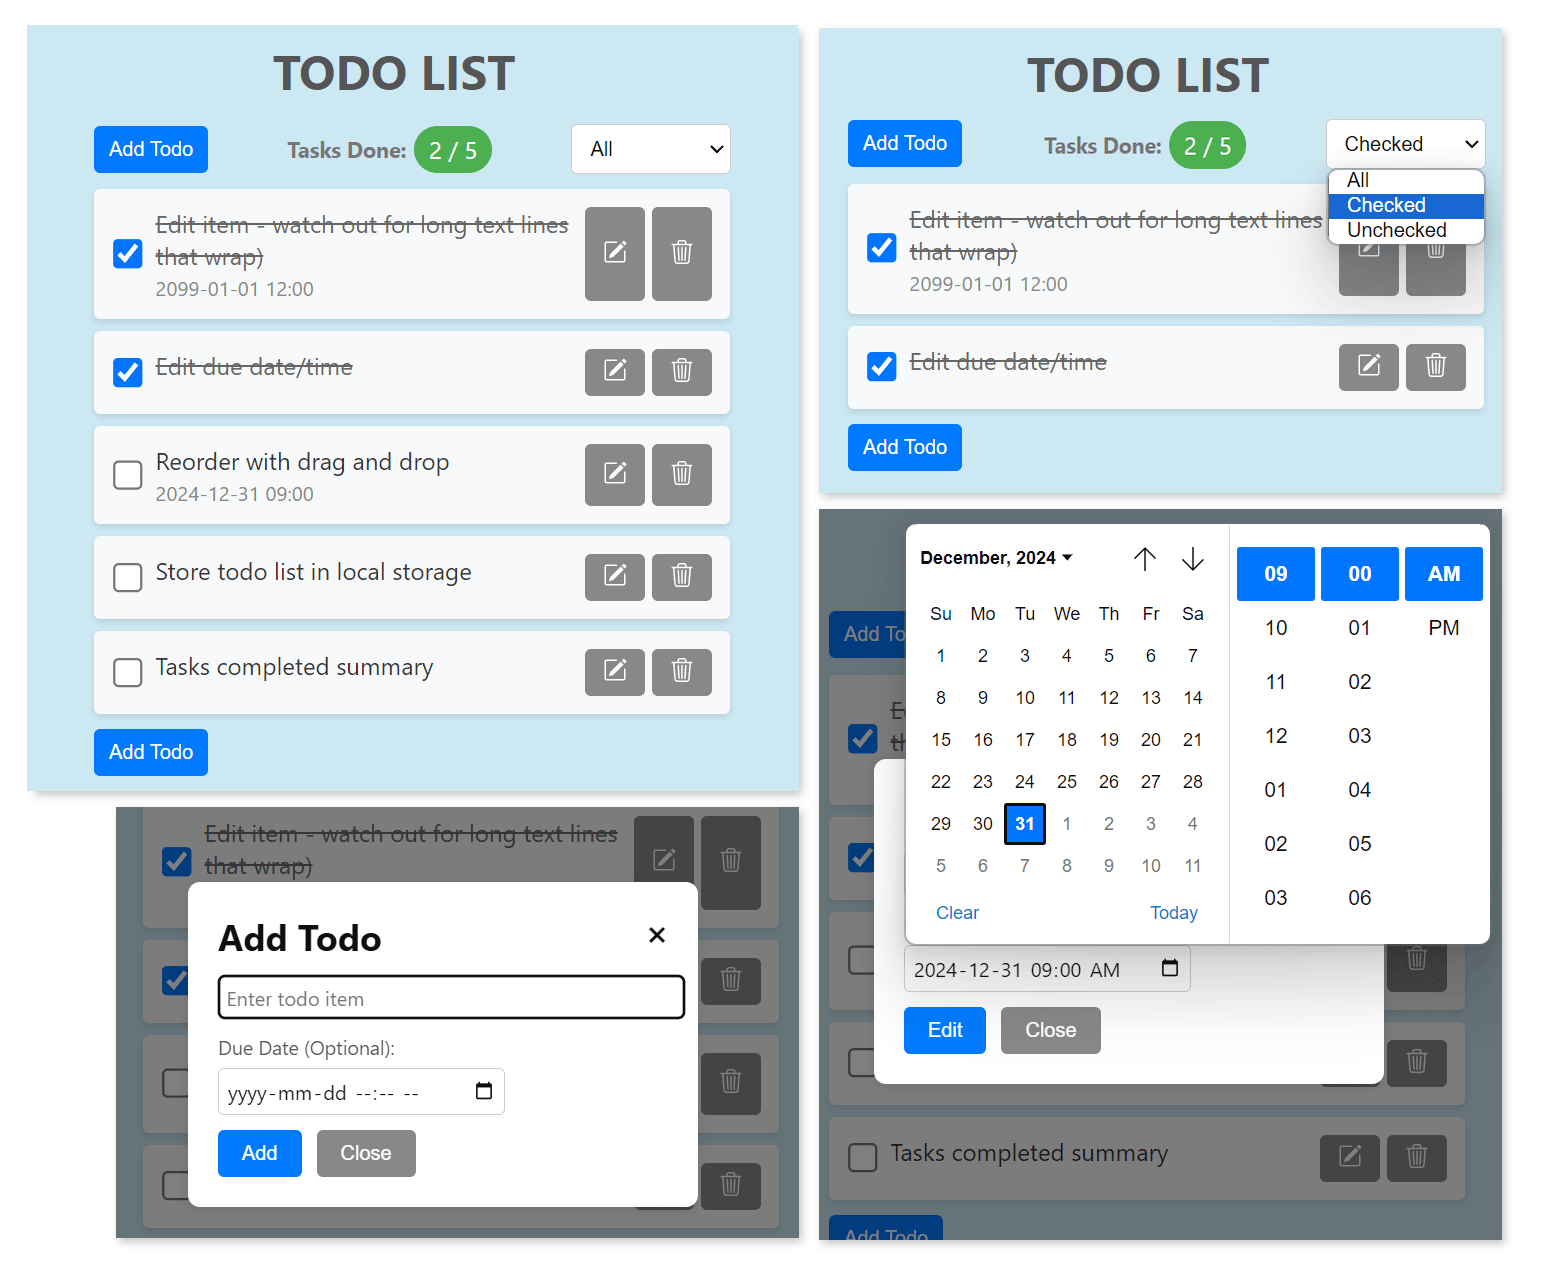 TODO LIST
Add Todo
Tasks Done: 2 / 5
All
Edit item - watch out for long text lines
that wrap)
2099-01-01 12:00
Edit due date/time
Reorder with drag and drop
2024-12-31 09:00
Store todo list in local storage
Tasks completed summary
Add Todo
TODO LIST
Add Todo
Tasks Done: 2 / 5
Checked
All
Checked
Unchecked
Edit item - watch out for long text lines
that wrap)
2099-01-01 12:00
Edit due date/time
Add Todo
Edit item - watch out for long text lines
that wrap)
Add Todo
Enter todo item
Due Date (Optional):
yyyy-mm-dd --:-- --
Add Close
December, 2024
Su Mo Tu We Th Fr Sa
1 2 3 4 5 6 7
8 9 10 11 12 13 14
15 16 17 18 19 20 21
22 23 24 25 26 27 28
29 30 31 1 2 3 4
5 6 7 8 9 10 11
Clear Today
09 00 AM
10 01 PM
11 02
12 03
01 04
02 05
03 06
Add To
2024-12-31 09:00 AM
Edit Close
Tasks completed summary
Add Todo